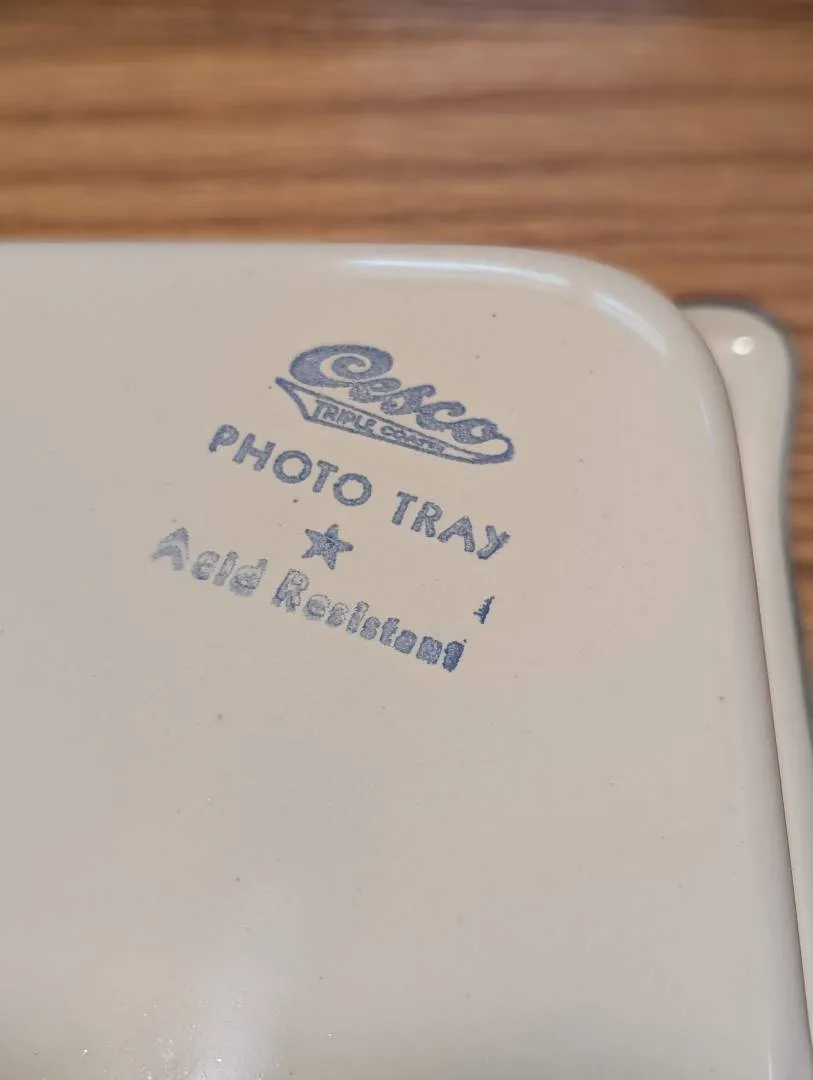 Cesco
TRIPLE COATED
PHOTO TRAY
Acid Resistant